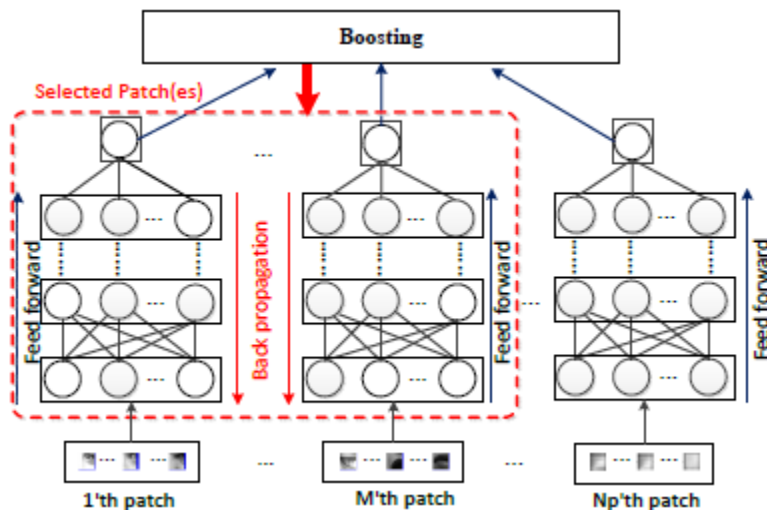 Boosting
Selected Patch(es)
Feed forward
Back propagation
Feed forward
Feed forward
1'th patch
M'th patch
Np'th patch